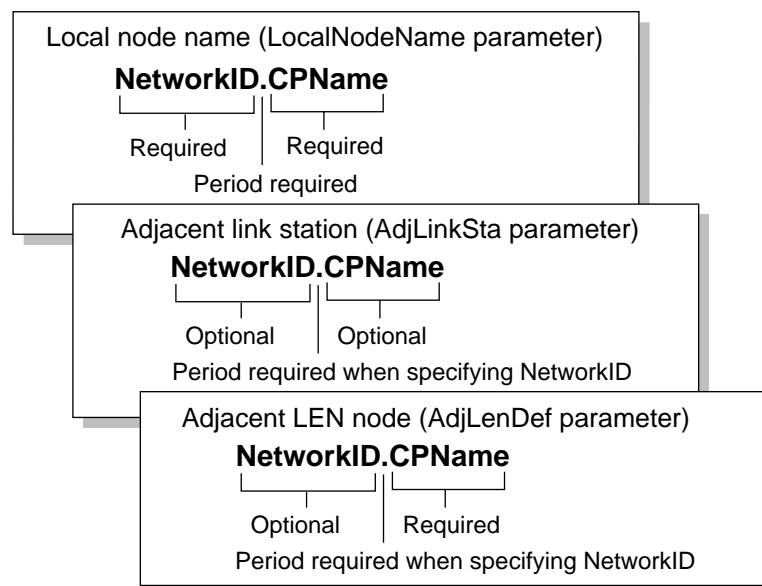 Local node name (LocalNodeName parameter)
NetworkID.CPName
Required Required
Period required
Adjacent link station (AdjLinkSta parameter)
NetworkID.CPName
Optional Optional
Period required when specifying NetworkID
Adjacent LEN node (AdjLenDef parameter)
NetworkID.CPName
Optional Required
Period required when specifying NetworkID